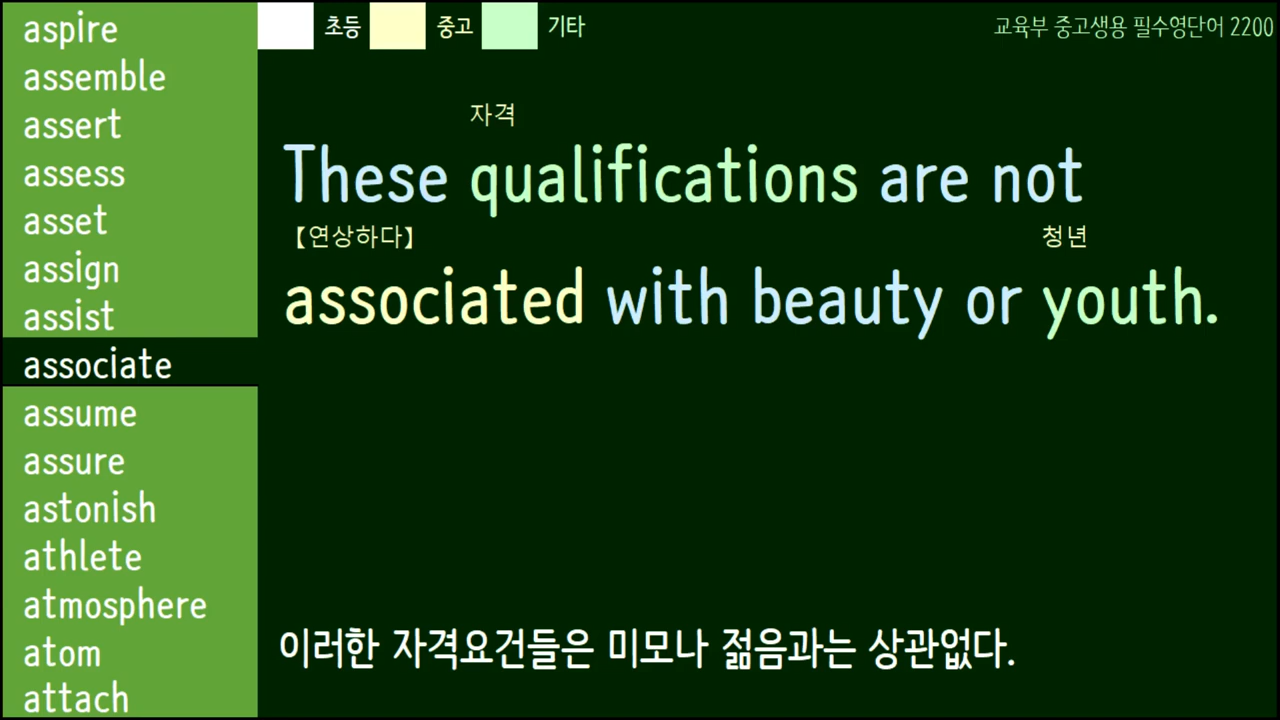 aspire
assemble
assert
assess
asset
assign
assist
associate
assume
assure
astonish
athlete
atmosphere
atom
attach
초등 중고 기타
교육부 중고생용 필수영단어 2200
자격
These qualifications are not
【연상하다】 청년
associated with beauty or youth.
이러한 자격요건들은 미모나 젊음과는 상관없다.